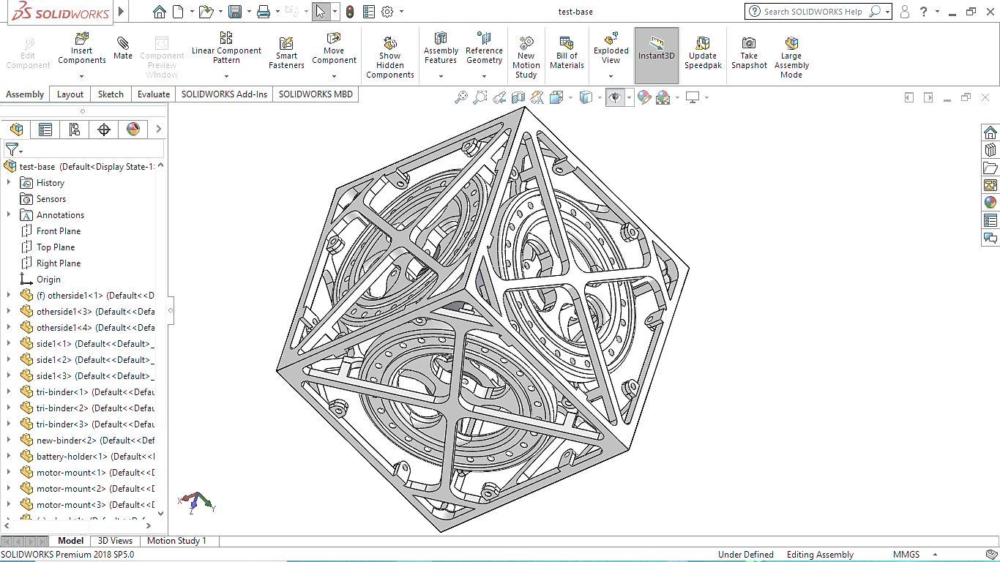 SOLIDWORKS
test-base
Search SOLIDWORKS Help
?
Edit
Component
Insert
Components
Mate
Component
Preview
Window
Linear Component
Pattern
Smart
Fasteners
Move
Component
Show
Hidden
Components
Assembly
Features
Reference
Geometry
New
Motion
Study
Bill of
Materials
Exploded
View
Instant3D
Update
Speedpak
Take
Snapshot
Large
Assembly
Mode
Assembly
Layout
Sketch
Evaluate
SOLIDWORKS Add-Ins
SOLIDWORKS MBD
test-base (Default<Display State-1
History
Sensors
Annotations
Front Plane
Top Plane
Right Plane
Origin
(f) otherside1<1> (Default<<D
otherside1<3> (Default<<Defa
otherside1<4> (Default<<Defa
side1<1> (Default<<Default>_
side1<2> (Default<<Default>_
side1<3> (Default<<Default>_
tri-binder<1> (Default<<Defau
tri-binder<2> (Default<<Defau
tri-binder<3> (Default<<Defau
new-binder<2> (Default<<Def
battery-holder<1> (Default<<
motor-mount<1> (Default<<D
motor-mount<2> (Default<<D
motor-mount<3> (Default<<D
X
Y
Z
Model
3D Views
Motion Study 1
SOLIDWORKS Premium 2018 SP5.0
Under Defined
Editing Assembly
MMGS